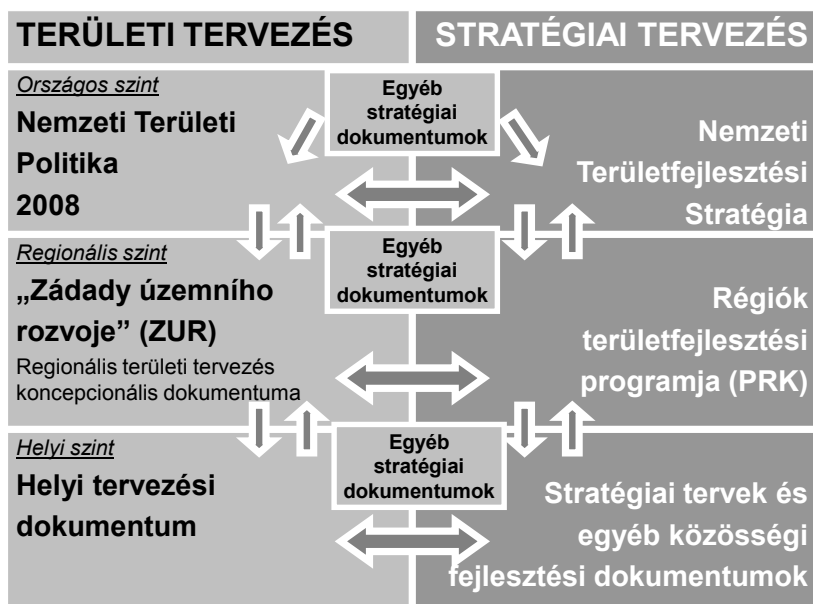 TERÜLETI TERVEZÉS
STRATÉGIAI TERVEZÉS
Országos szint
Nemzeti Területi
Politika
2008
Egyéb
stratégiai
dokumentumok
Nemzeti
Területfejlesztési
Stratégia
Regionális szint
„Zádady územního
rozvoje” (ZUR)
Regionális területi tervezés
koncepcionális dokumentuma
Egyéb
stratégiai
dokumentumok
Régiók
területfejlesztési
programja (PRK)
Helyi szint
Helyi tervezési
dokumentum
Egyéb
stratégiai
dokumentumok
Stratégiai tervek és
egyéb közösségi
fejlesztési dokumentumok